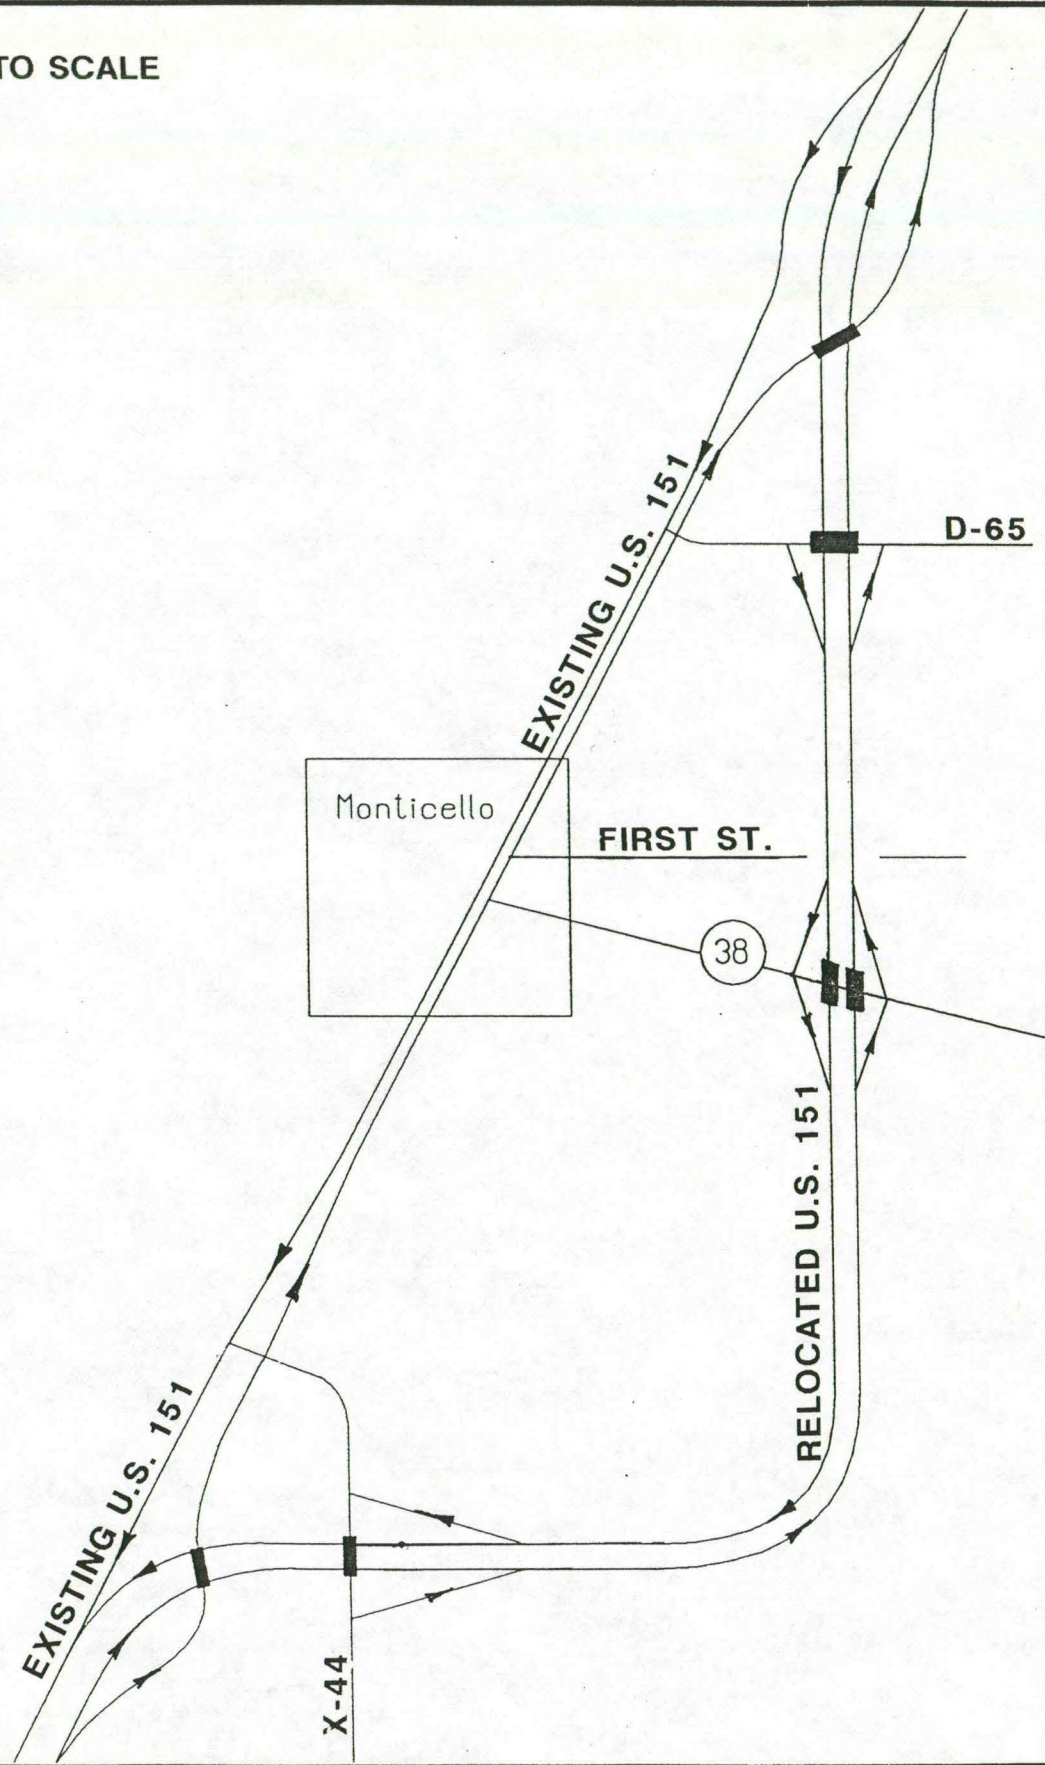 TO SCALE
EXISTING U.S. 151
D-65
Monticello
FIRST ST.
38
RELOCATED U.S. 151
EXISTING U.S. 151
X-44